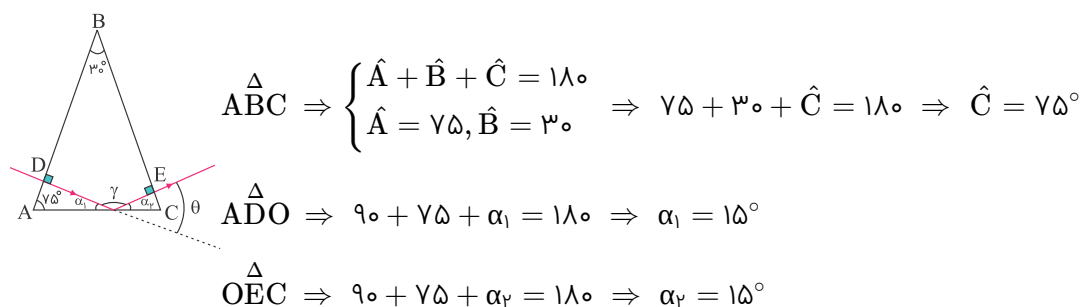 B
۳۰°
D
E
A
۷۵°
α₁
γ
α₂
C
θ
ABC^Δ ⇒ { Â + B̂ + Ĉ = ۱۸۰
Â = ۷۵, B̂ = ۳۰ ⇒ ۷۵ + ۳۰ + Ĉ = ۱۸۰ ⇒ Ĉ = ۷۵°
ADO^Δ ⇒ ۹۰ + ۷۵ + α₁ = ۱۸۰ ⇒ α₁ = ۱۵°
OEC^Δ ⇒ ۹۰ + ۷۵ + α₂ = ۱۸۰ ⇒ α₂ = ۱۵°